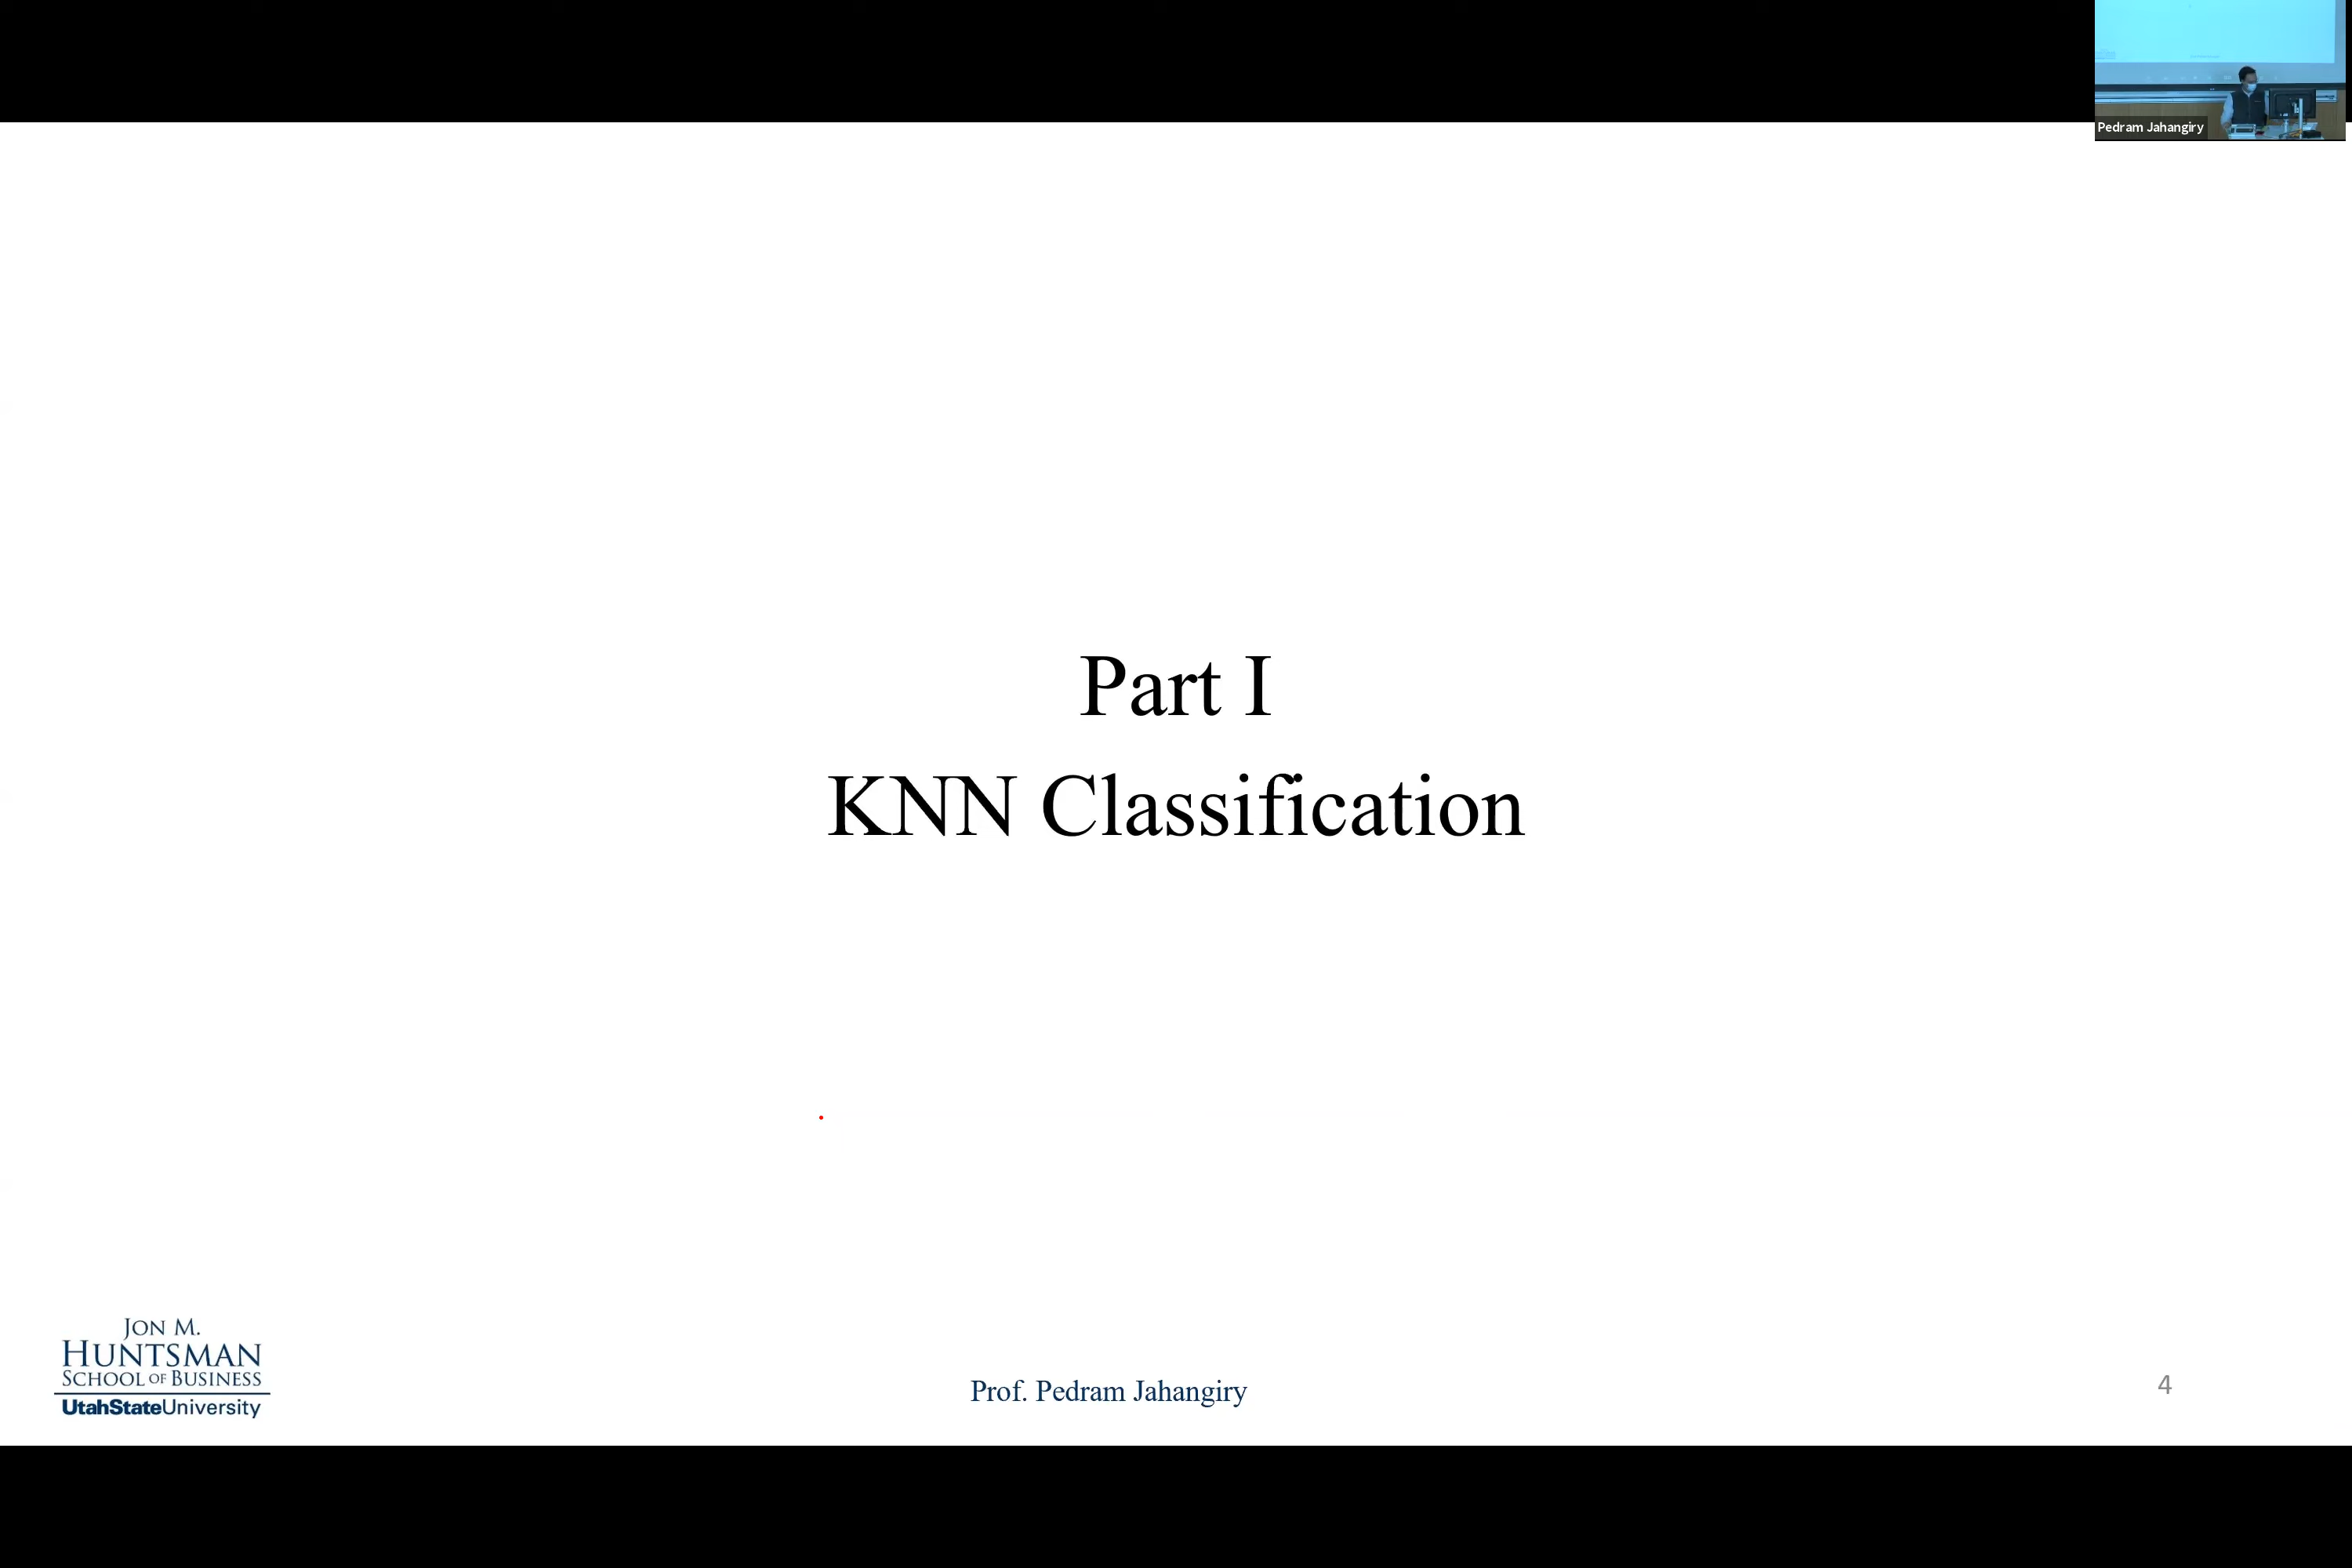 Pedram Jahangiry
Part I
KNN Classification
JON M.
HUNTSMAN
SCHOOL OF BUSINESS
UtahStateUniversity
Prof. Pedram Jahangiry
4